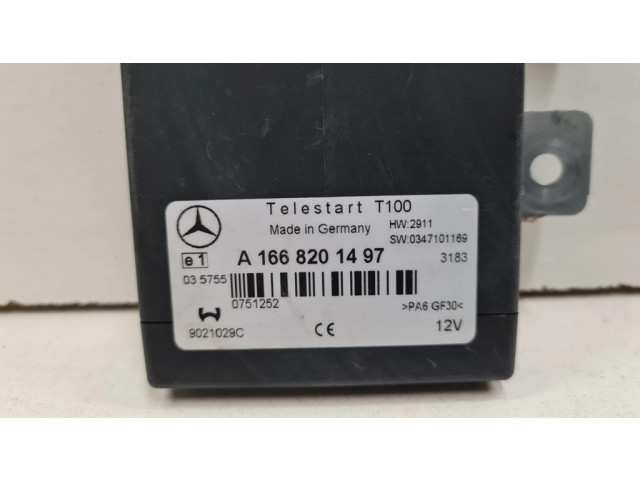 Telestart T100
Made in Germany HW:2911
SW:0347101169
e1 A 166 820 14 97 3183
03 5755
0751252 >PA6 GF30<
9021029C CE 12V